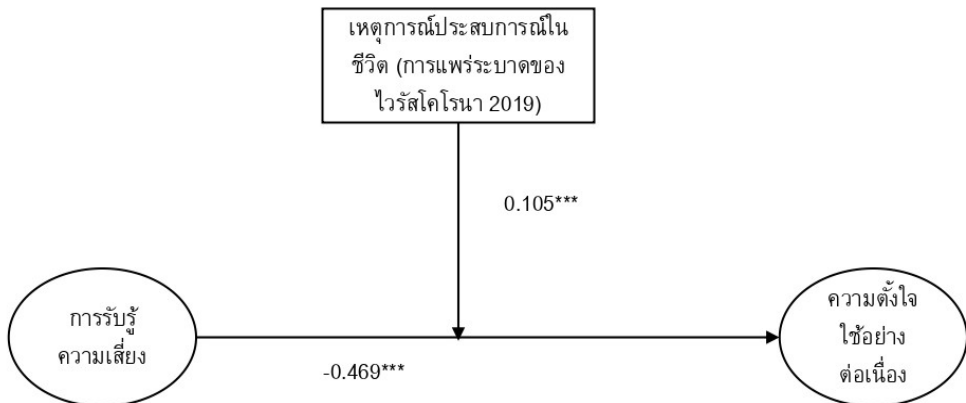 เหตุการณ์ประสบการณ์ใน
ชีวิต (การแพร่ระบาดของ
ไวรัสโคโรนา 2019)
0.105***
การรับรู้
ความเสี่ยง
-0.469***
ความตั้งใจ
ใช้อย่าง
ต่อเนื่อง